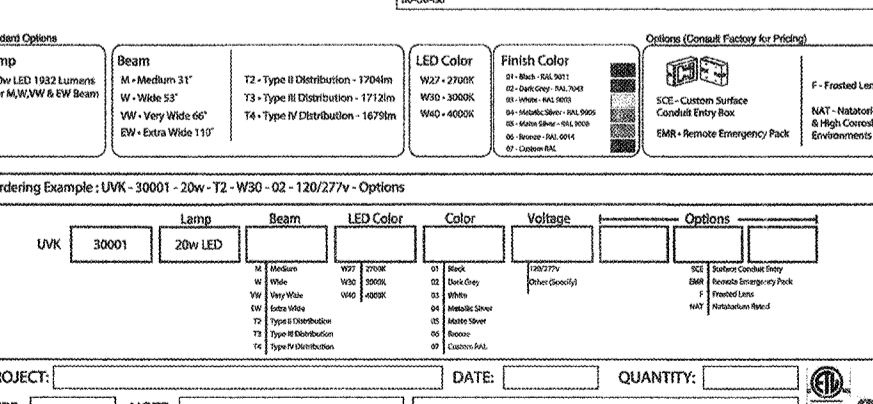 Options (Consult Factory for Pricing)
dard Options
mp
0w LED 1932 Lumens
or M,W,VW & EW Beam
Beam
M • Medium 31°
W • Wide 53°
VW • Very Wide 66°
EW • Extra Wide 110°
T2 • Type II Distribution - 1704lm
T3 • Type III Distribution - 1712lm
T4 • Type IV Distribution - 1679lm
LED Color
W27 • 2700K
W30 • 3000K
W40 • 4000K
Finish Color
01 - Black - RAL 9011
02 - Dark Grey - RAL 7043
03 - White - RAL 9003
04 - Metallic Silver - RAL 9006
05 - Matte Silver - RAL
06 - Bronze - RAL 6014
07 - Custom RAL
SCE - Custom Surface
Conduit Entry Box
EMR • Remote Emergency Pack
F - Frosted Len
NAT - Natatori
& High Corros
Environments
rdering Example : UVK - 30001 - 20w - T2 - W30 - 02 - 120/277v - Options
Lamp Beam LED Color Color Voltage Options
UVK 30001 20w LED
M Medium
W Wide
VW Very Wide
EW Extra Wide
T2 Type II Distribution
T3 Type III Distribution
T4 Type IV Distribution
W27 2700K
W30 3000K
W40 4000K
01 Black
02 Dark Grey
03 White
04 Metallic Silver
05 Matte Silver
06 Bronze
07 Custom RAL
120/277V
Other (Specify)
SCE Surface Conduit Entry
EMR Remote Emergency Pack
F Frosted Lens
NAT Natatorium Rated
ROJECT: DATE: QUANTITY:
ETL